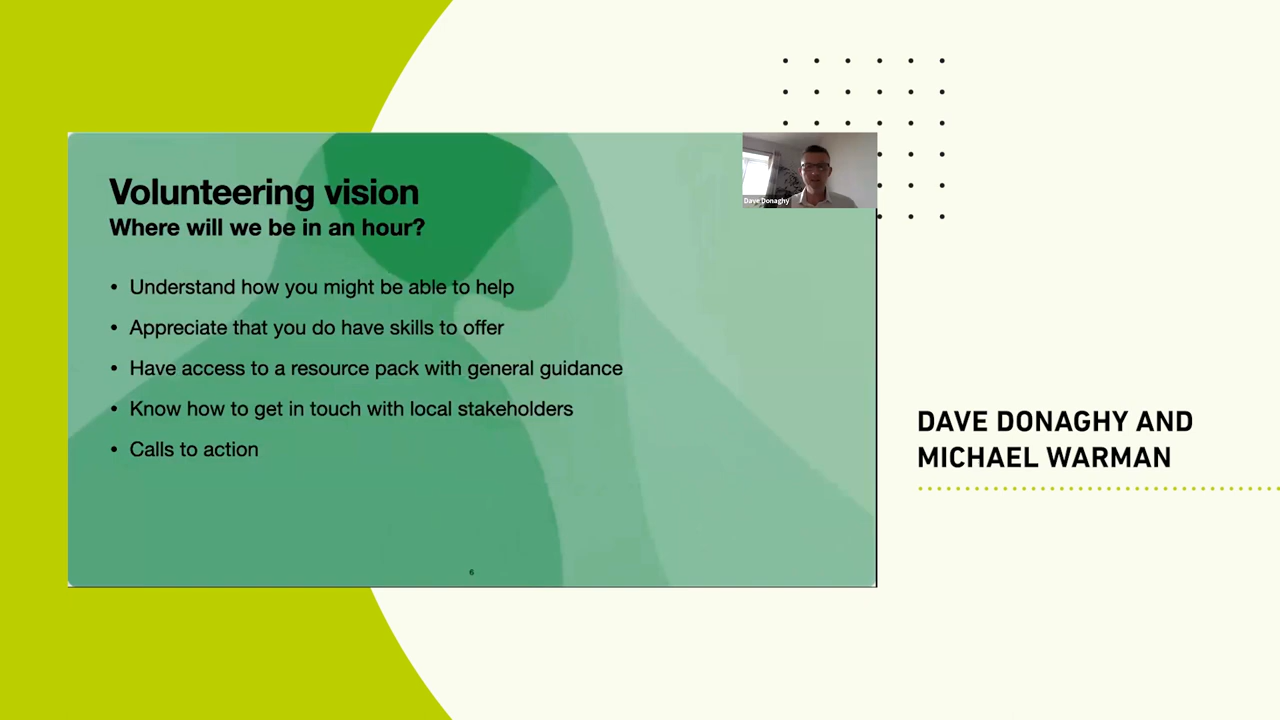 Volunteering vision
Where will we be in an hour?
• Understand how you might be able to help
• Appreciate that you do have skills to offer
• Have access to a resource pack with general guidance
• Know how to get in touch with local stakeholders
• Calls to action
6
Dave Donaghy
DAVE DONAGHY AND
MICHAEL WARMAN